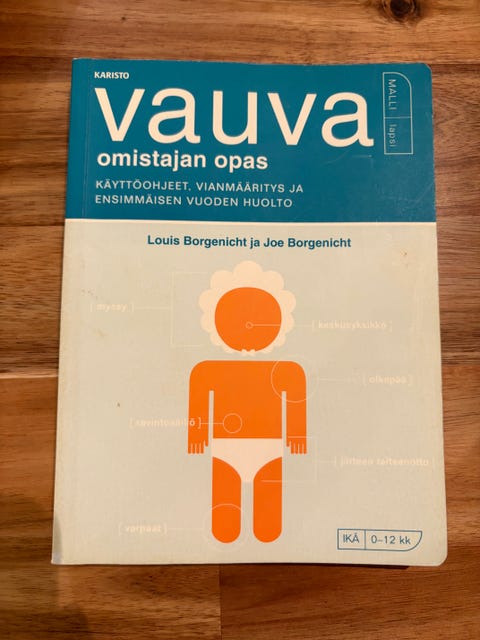 KARISTO
vauva
MALLI lapsi
omistajan opas
KÄYTTÖOHJEET, VIANMÄÄRITYS JA
ENSIMMÄISEN VUODEN HUOLTO
Louis Borgenicht ja Joe Borgenicht
[ myssy ]
[ keskusyksikkö ]
[ olkapää ]
[ ravintosäiliö ]
[ jätteen talteenotto ]
[ varpaat ]
IKÄ 0–12 kk